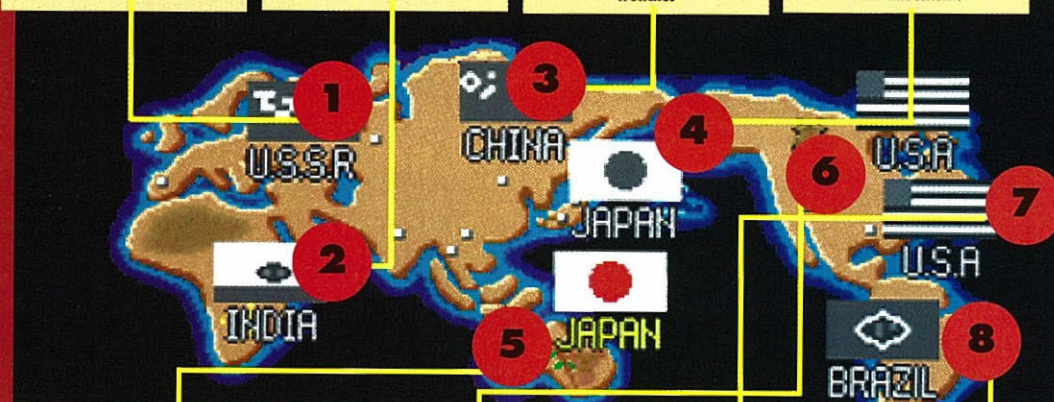 1
U.S.S.R
2
INDIA
3
CHINA
4
JAPAN
5
JAPAN
6
U.S.A
7
U.S.A
8
BRAZIL